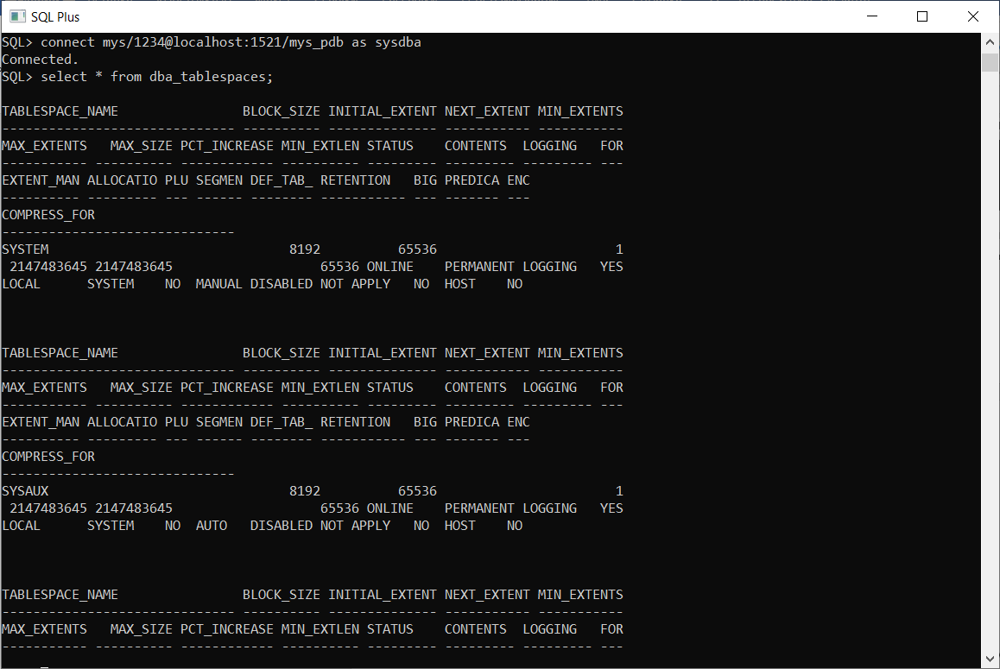 SQL Plus
SQL> connect mys/1234@localhost:1521/mys_pdb as sysdba
Connected.
SQL> select * from dba_tablespaces;
TABLESPACE_NAME                BLOCK_SIZE INITIAL_EXTENT NEXT_EXTENT MIN_EXTENTS
------------------------------ ---------- -------------- ----------- -----------
MAX_EXTENTS   MAX_SIZE PCT_INCREASE MIN_EXTLEN STATUS    CONTENTS  LOGGING   FOR
----------- ---------- ------------ ---------- --------- --------- --------- ---
EXTENT_MAN ALLOCATIO PLU SEGMEN DEF_TAB_ RETENTION   BIG PREDICA ENC
---------- --------- --- ------ -------- ----------- --- ------- ---
COMPRESS_FOR
------------------------------
SYSTEM                               8192          65536                       1
 2147483645 2147483645                   65536 ONLINE    PERMANENT LOGGING   YES
LOCAL      SYSTEM    NO  MANUAL DISABLED NOT APPLY   NO  HOST    NO
TABLESPACE_NAME                BLOCK_SIZE INITIAL_EXTENT NEXT_EXTENT MIN_EXTENTS
------------------------------ ---------- -------------- ----------- -----------
MAX_EXTENTS   MAX_SIZE PCT_INCREASE MIN_EXTLEN STATUS    CONTENTS  LOGGING   FOR
----------- ---------- ------------ ---------- --------- --------- --------- ---
EXTENT_MAN ALLOCATIO PLU SEGMEN DEF_TAB_ RETENTION   BIG PREDICA ENC
---------- --------- --- ------ -------- ----------- --- ------- ---
COMPRESS_FOR
------------------------------
SYSAUX                               8192          65536                       1
 2147483645 2147483645                   65536 ONLINE    PERMANENT LOGGING   YES
LOCAL      SYSTEM    NO  AUTO   DISABLED NOT APPLY   NO  HOST    NO
TABLESPACE_NAME                BLOCK_SIZE INITIAL_EXTENT NEXT_EXTENT MIN_EXTENTS
------------------------------ ---------- -------------- ----------- -----------
MAX_EXTENTS   MAX_SIZE PCT_INCREASE MIN_EXTLEN STATUS    CONTENTS  LOGGING   FOR
----------- ---------- ------------ ---------- --------- --------- --------- ---